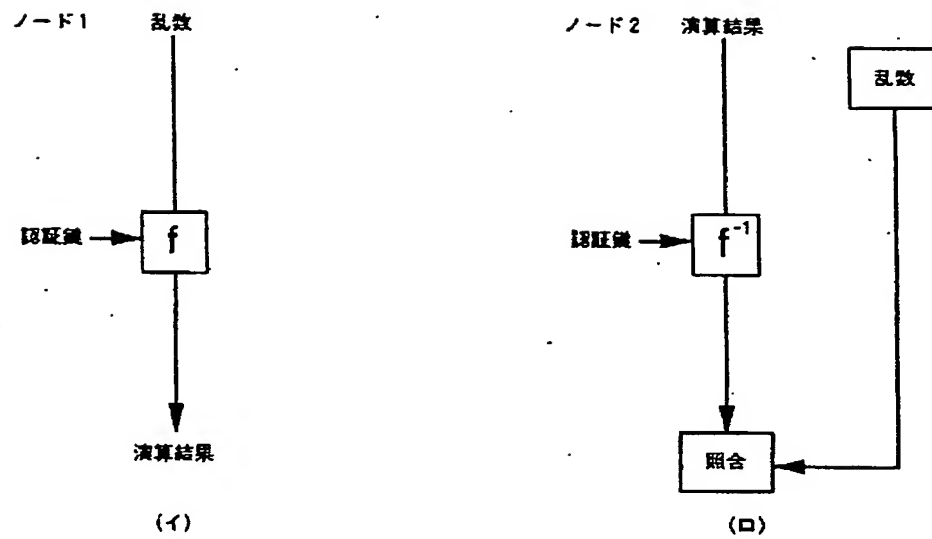 ノード1 乱数
認証鍵
f
演算結果
(イ)
ノード2 演算結果
乱数
認証鍵
f-1
照合
(ロ)